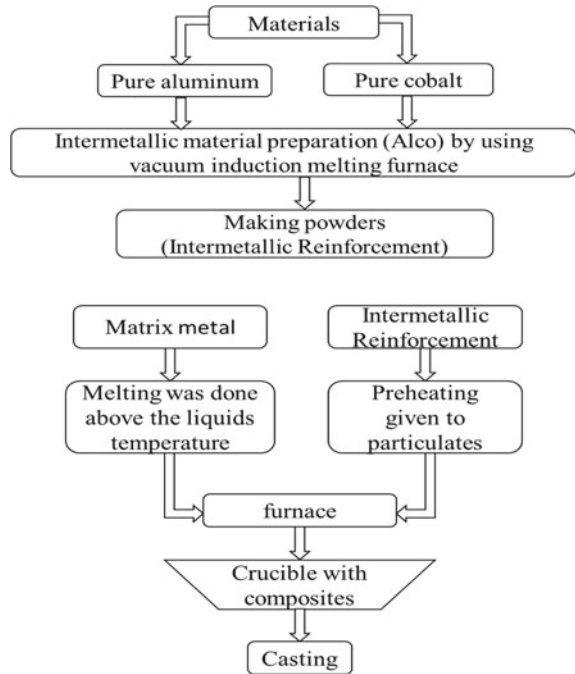 Materials
Pure aluminum
Pure cobalt
Intermetallic material preparation (Alco) by using
vacuum induction melting furnace
Making powders
(Intermetallic Reinforcement)
Matrix metal
Intermetallic
Reinforcement
Melting was done
above the liquids
temperature
Preheating
given to
particulates
furnace
Crucible with
composites
Casting